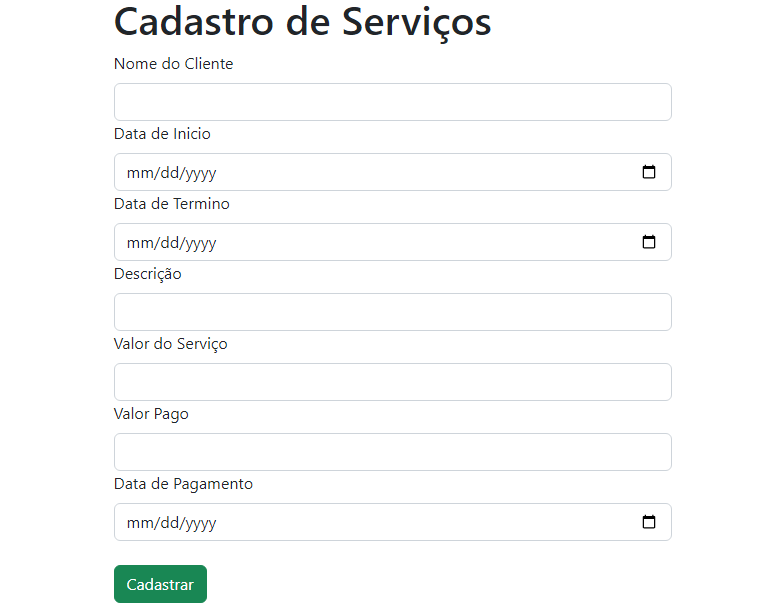 Cadastro de Serviços
Nome do Cliente
Data de Inicio
mm/dd/yyyy
Data de Termino
mm/dd/yyyy
Descrição
Valor do Serviço
Valor Pago
Data de Pagamento
mm/dd/yyyy
Cadastrar